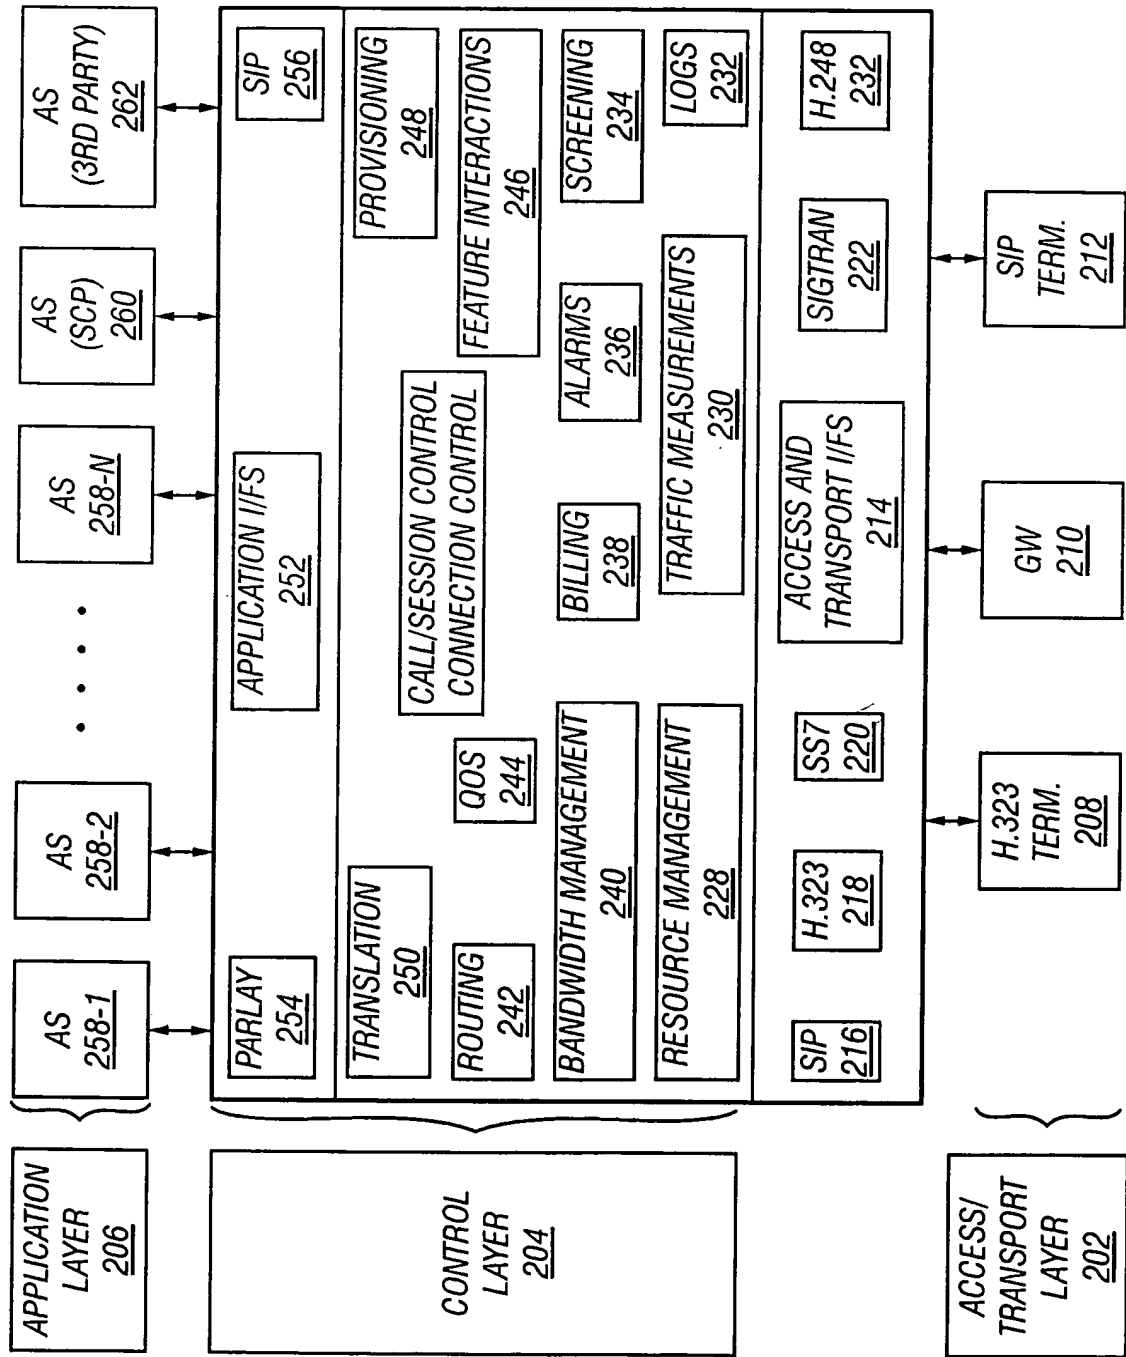 APPLICATION
LAYER
206
AS
258-1
AS
258-2
AS
258-N
AS
(SCP)
260
AS
(3RD PARTY)
262
CONTROL
LAYER
204
PARLAY
254
APPLICATION I/FS
252
SIP
256
TRANSLATION
250
PROVISIONING
248
CALL/SESSION CONTROL
CONNECTION CONTROL
ROUTING
242
QOS
244
FEATURE INTERACTIONS
246
BANDWIDTH MANAGEMENT
240
BILLING
238
ALARMS
236
SCREENING
234
RESOURCE MANAGEMENT
228
TRAFFIC MEASUREMENTS
230
LOGS
232
SIP
216
H.323
218
SS7
220
ACCESS AND
TRANSPORT I/FS
214
SIGTRAN
222
H.248
232
ACCESS/
TRANSPORT
LAYER
202
H.323
TERM.
208
GW
210
SIP
TERM.
212